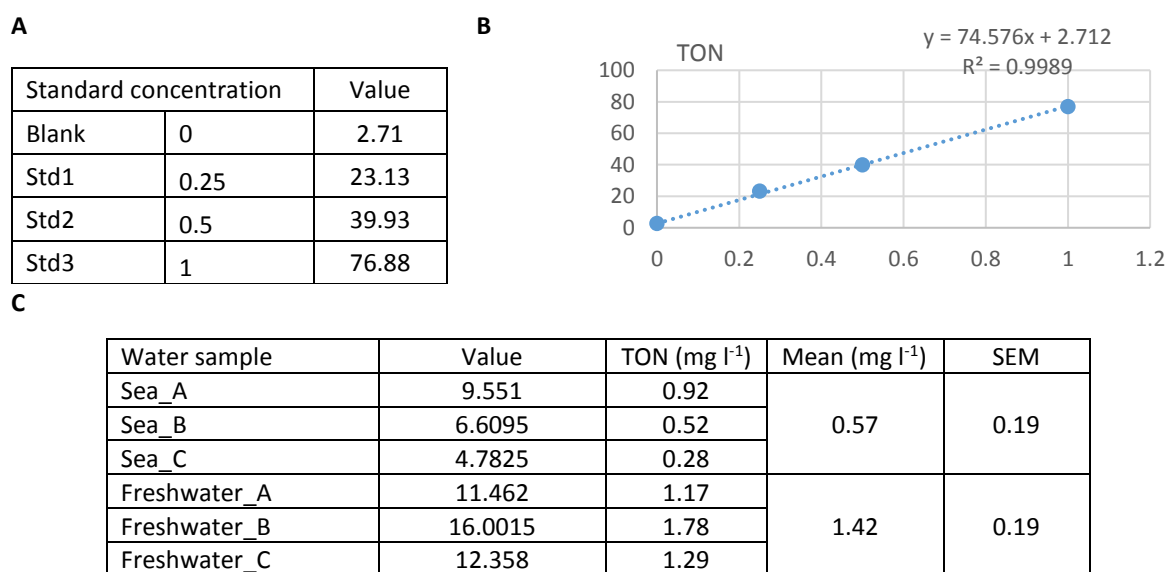 A
Standard concentration Value
Blank 0 2.71
Std1 0.25 23.13
Std2 0.5 39.93
Std3 1 76.88
B
y = 74.576x + 2.712
R² = 0.9989
TON
100
80
60
40
20
0
0 0.2 0.4 0.6 0.8 1 1.2
C
Water sample Value TON (mg l⁻¹) Mean (mg l⁻¹) SEM
Sea_A 9.551 0.92
Sea_B 6.6095 0.52 0.57 0.19
Sea_C 4.7825 0.28
Freshwater_A 11.462 1.17
Freshwater_B 16.0015 1.78 1.42 0.19
Freshwater_C 12.358 1.29